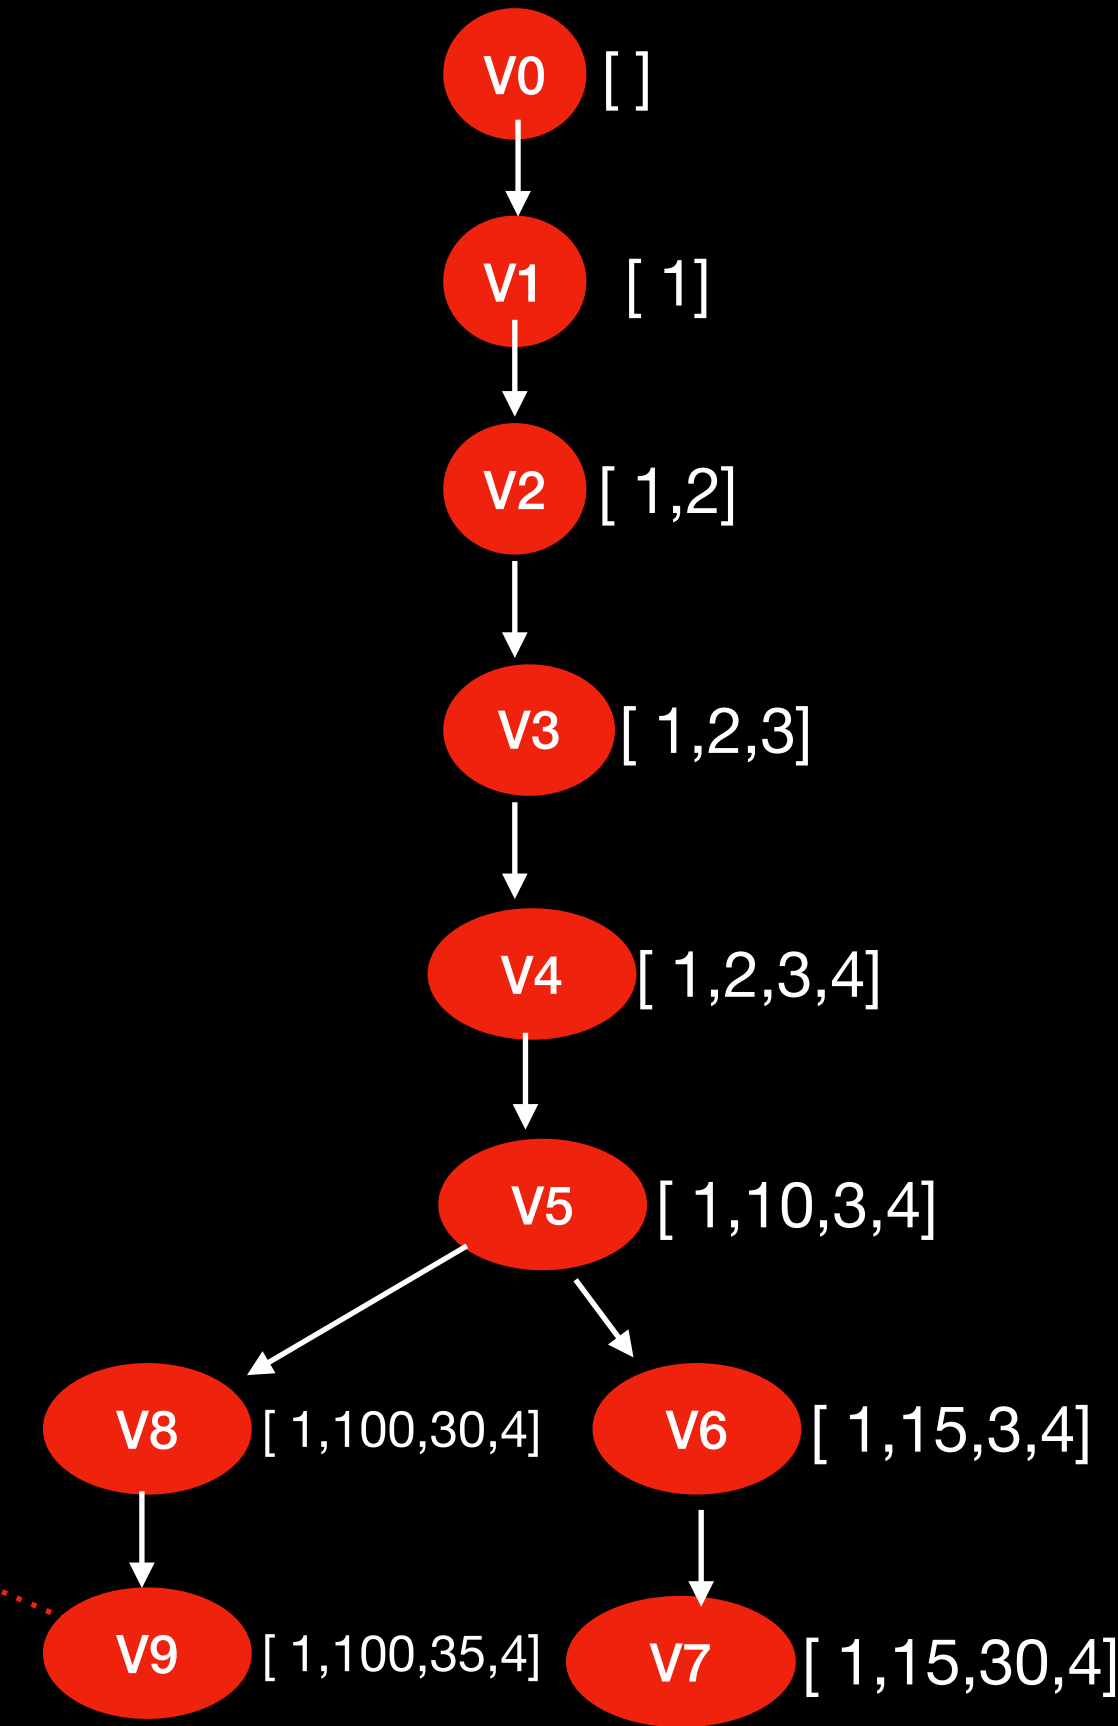 V0 [ ]
V1 [ 1]
V2 [ 1,2]
V3 [ 1,2,3]
V4 [ 1,2,3,4]
V5 [ 1,10,3,4]
V8 [ 1,100,30,4] V6 [ 1,15,3,4]
V9 [ 1,100,35,4] V7 [ 1,15,30,4]